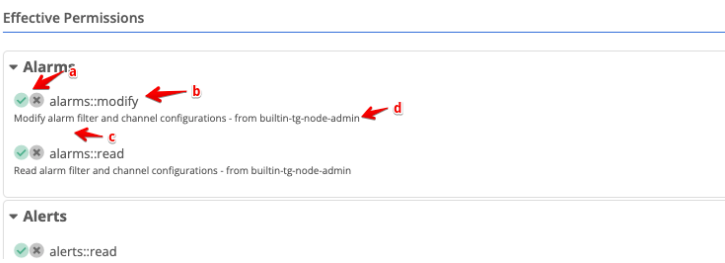 Effective Permissions
Alarms
a
alarms::modify
b
Modify alarm filter and channel configurations - from builtin-tg-node-admin
d
c
alarms::read
Read alarm filter and channel configurations - from builtin-tg-node-admin
Alerts
alerts::read